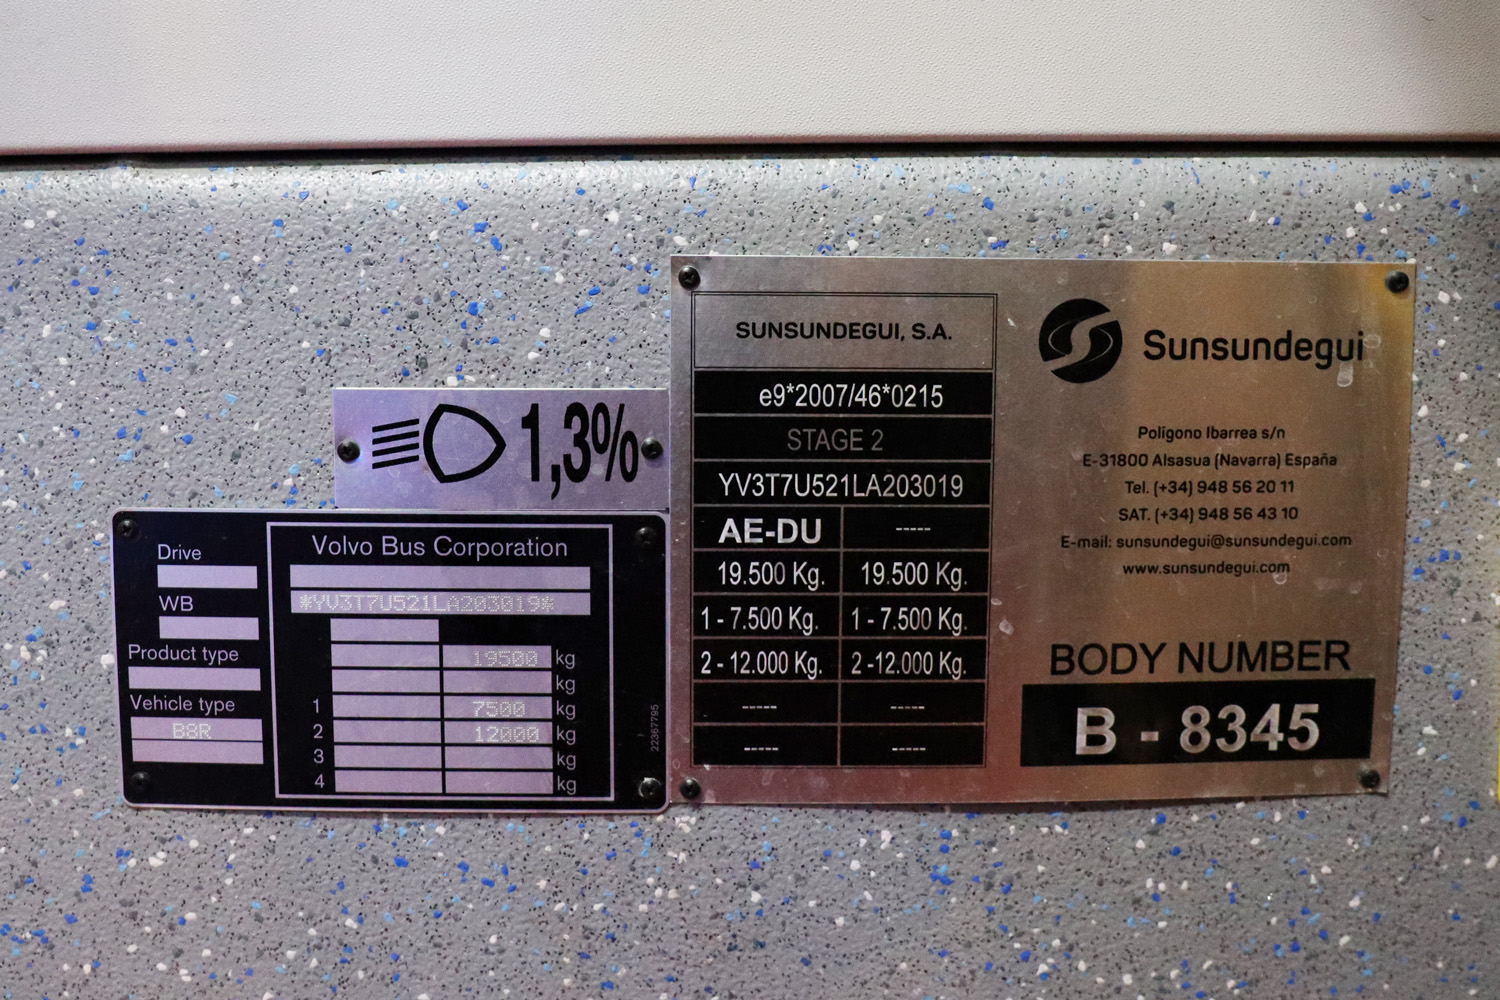 1,3%
Drive
WB
Product type
Vehicle type
B8R
Volvo Bus Corporation
*YV3T7U521LA203019*
19500 kg
kg
1 7500 kg
2 12000 kg
3 kg
4 kg
22367795
SUNSUNDEGUI, S.A.
e9*2007/46*0215
STAGE 2
YV3T7U521LA203019
AE-DU -----
19.500 Kg. 19.500 Kg.
1 - 7.500 Kg. 1 - 7.500 Kg.
2 - 12.000 Kg. 2 -12.000 Kg.
----- -----
----- -----
Sunsundegui
Polígono Ibarrea s/n
E-31800 Alsasua (Navarra) España
Tel. (+34) 948 56 20 11
SAT. (+34) 948 56 43 10
E-mail: sunsundegui@sunsundegui.com
www.sunsundegui.com
BODY NUMBER
B - 8345